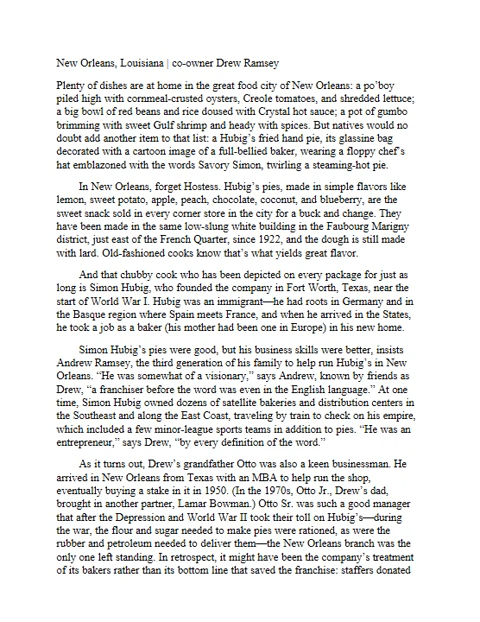 New Orleans, Louisiana | co-owner Drew Ramsey
Plenty of dishes are at home in the great food city of New Orleans: a po’boy
piled high with cornmeal-crusted oysters, Creole tomatoes, and shredded lettuce;
a big bowl of red beans and rice doused with Crystal hot sauce; a pot of gumbo
brimming with sweet Gulf shrimp and heady with spices. But natives would no
doubt add another item to that list: a Hubig’s fried hand pie, its glassine bag
decorated with a cartoon image of a full-bellied baker, wearing a floppy chef’s
hat emblazoned with the words Savory Simon, twirling a steaming-hot pie.
In New Orleans, forget Hostess. Hubig’s pies, made in simple flavors like
lemon, sweet potato, apple, peach, chocolate, coconut, and blueberry, are the
sweet snack sold in every corner store in the city for a buck and change. They
have been made in the same low-slung white building in the Faubourg Marigny
district, just east of the French Quarter, since 1922, and the dough is still made
with lard. Old-fashioned cooks know that’s what yields great flavor.
And that chubby cook who has been depicted on every package for just as
long is Simon Hubig, who founded the company in Fort Worth, Texas, near the
start of World War I. Hubig was an immigrant—he had roots in Germany and in
the Basque region where Spain meets France, and when he arrived in the States,
he took a job as a baker (his mother had been one in Europe) in his new home.
Simon Hubig’s pies were good, but his business skills were better, insists
Andrew Ramsey, the third generation of his family to help run Hubig’s in New
Orleans. “He was somewhat of a visionary,” says Andrew, known by friends as
Drew, “a franchiser before the word was even in the English language.” At one
time, Simon Hubig owned dozens of satellite bakeries and distribution centers in
the Southeast and along the East Coast, traveling by train to check on his empire,
which included a few minor-league sports teams in addition to pies. “He was an
entrepreneur,” says Drew, “by every definition of the word.”
As it turns out, Drew’s grandfather Otto was also a keen businessman. He
arrived in New Orleans from Texas with an MBA to help run the shop,
eventually buying a stake in it in 1950. (In the 1970s, Otto Jr., Drew’s dad,
brought in another partner, Lamar Bowman.) Otto Sr. was such a good manager
that after the Depression and World War II took their toll on Hubig’s—during
the war, the flour and sugar needed to make pies were rationed, as were the
rubber and petroleum needed to deliver them—the New Orleans branch was the
only one left standing. In retrospect, it might have been the company’s treatment
of its bakers rather than its bottom line that saved the franchise: staffers donated